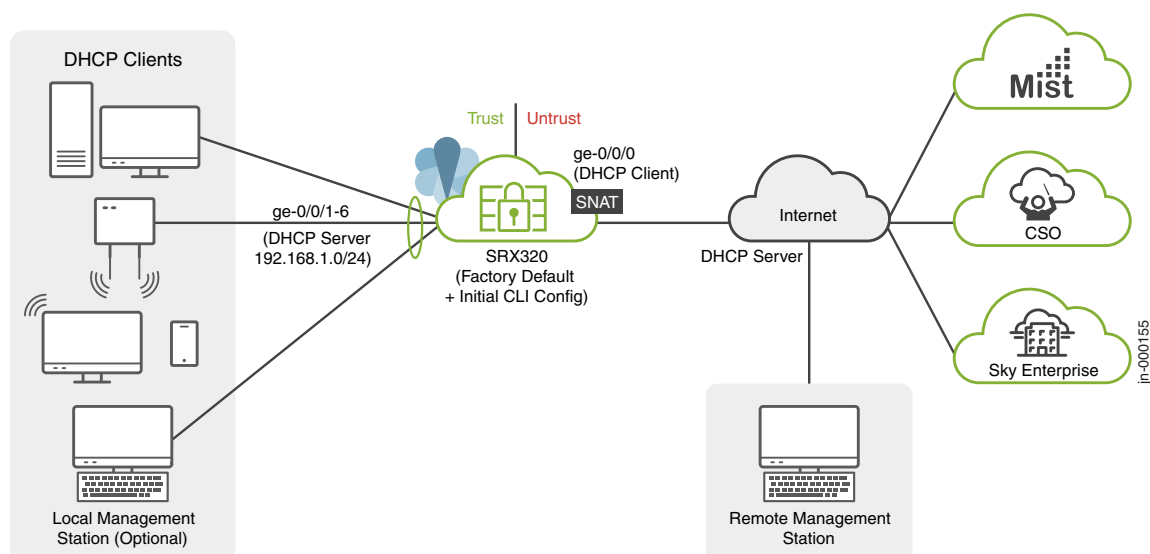 DHCP Clients
ge-0/0/1-6
(DHCP Server
192.168.1.0/24)
Local Management
Station (Optional)
Trust
Untrust
ge-0/0/0
(DHCP Client)
SNAT
SRX320
(Factory Default
+ Initial CLI Config)
Internet
DHCP Server
Remote Management
Station
Mist
CSO
Sky Enterprise
jn-000155